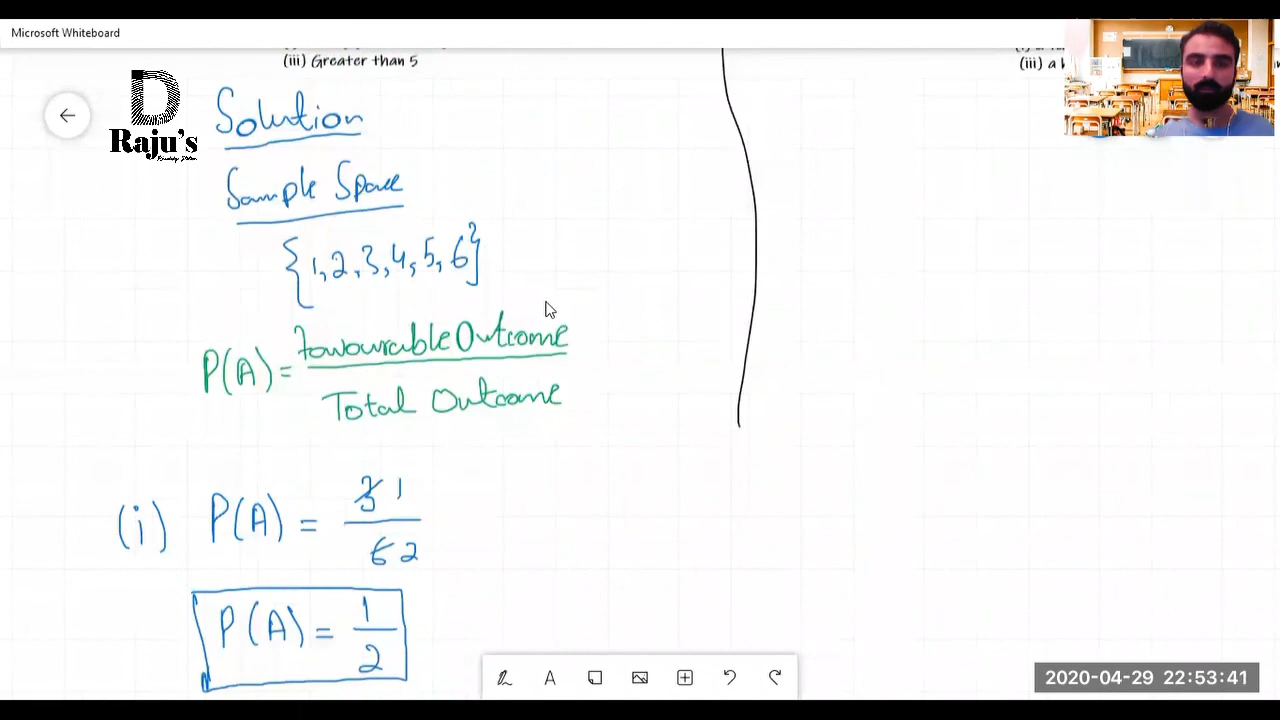 Microsoft Whiteboard
(iii) Greater than 5
(iii) a
D
Raju's
Solution
Sample Space
{1,2,3,4,5,6}
P(A) = Favourable Outcome
Total Outcome
(i) P(A) = 3 1
6 2
P(A) = 1
2
A
2020-04-29 22:53:41